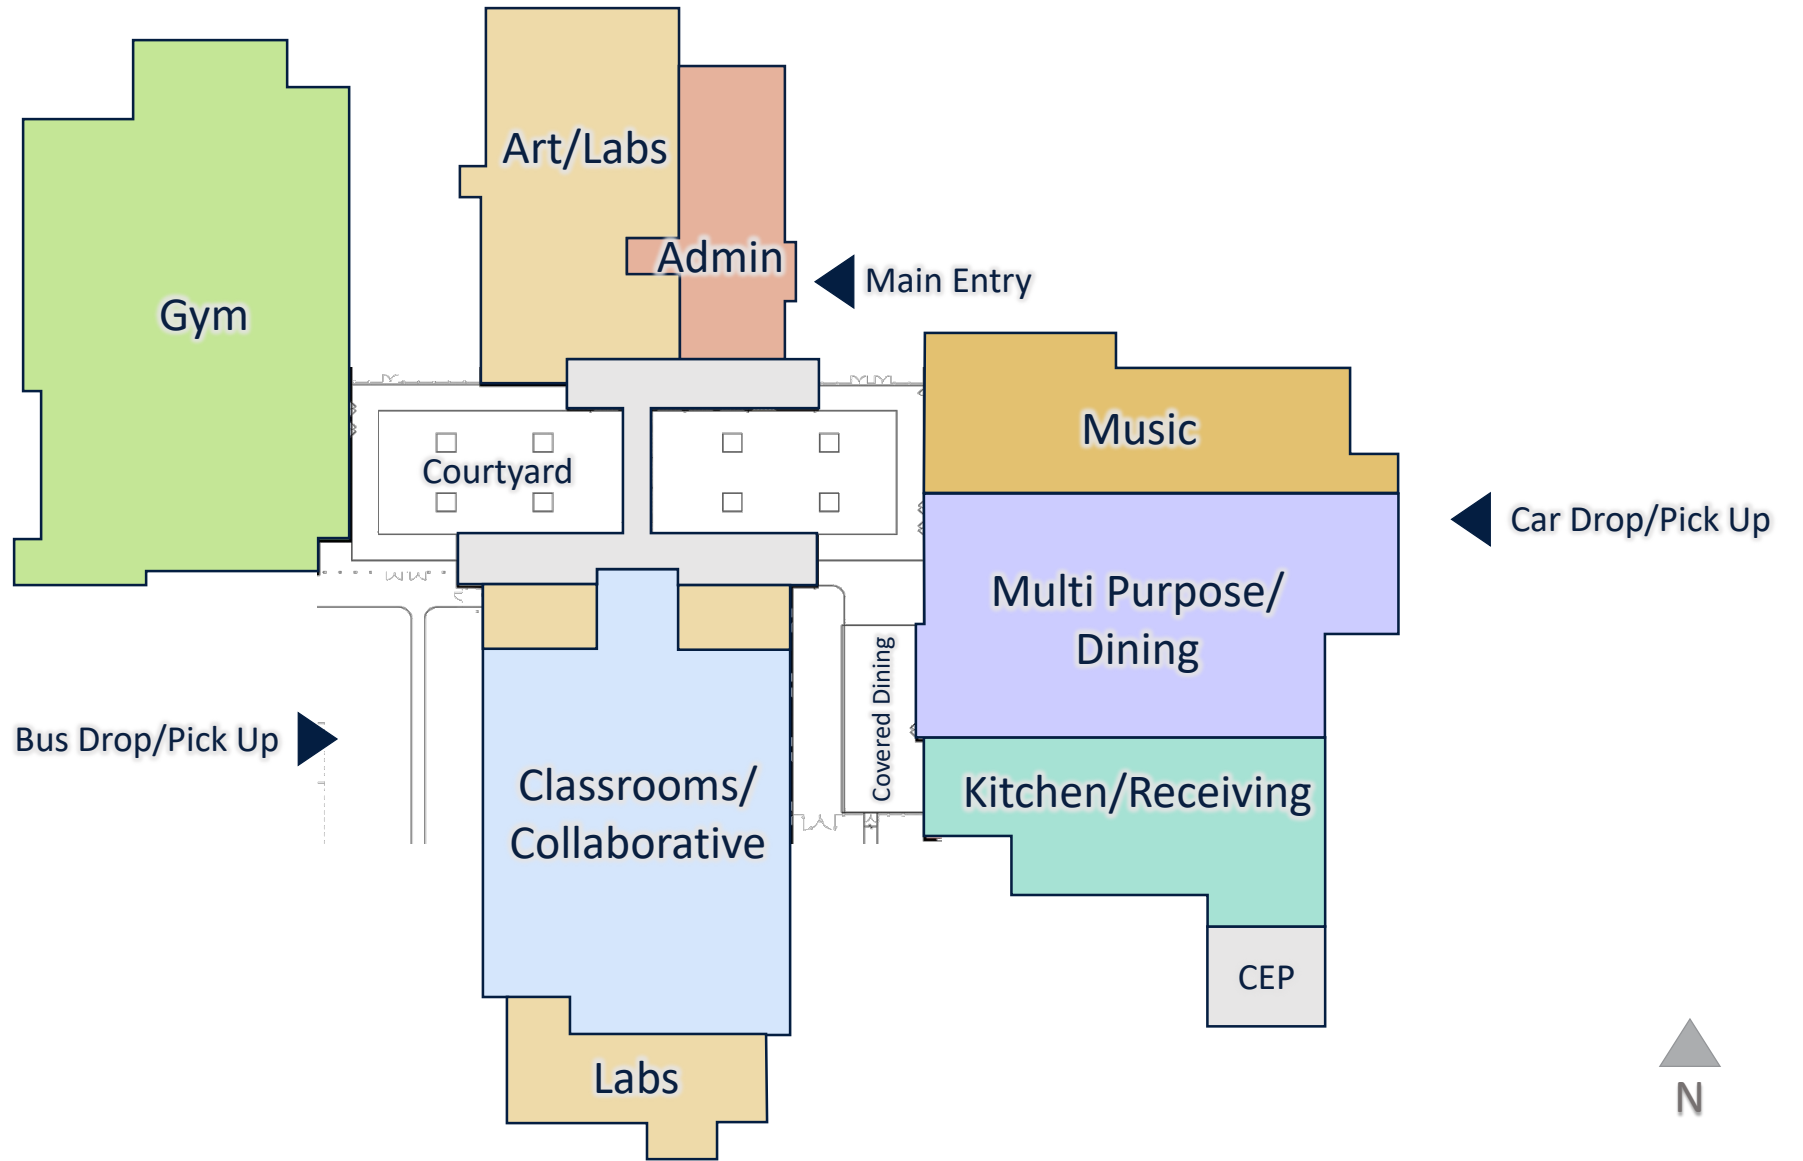 Art/Labs
Admin
Main Entry
Gym
Music
Courtyard
Car Drop/Pick Up
Multi Purpose/
Dining
Covered Dining
Bus Drop/Pick Up
Classrooms/
Collaborative
Kitchen/Receiving
CEP
Labs
N